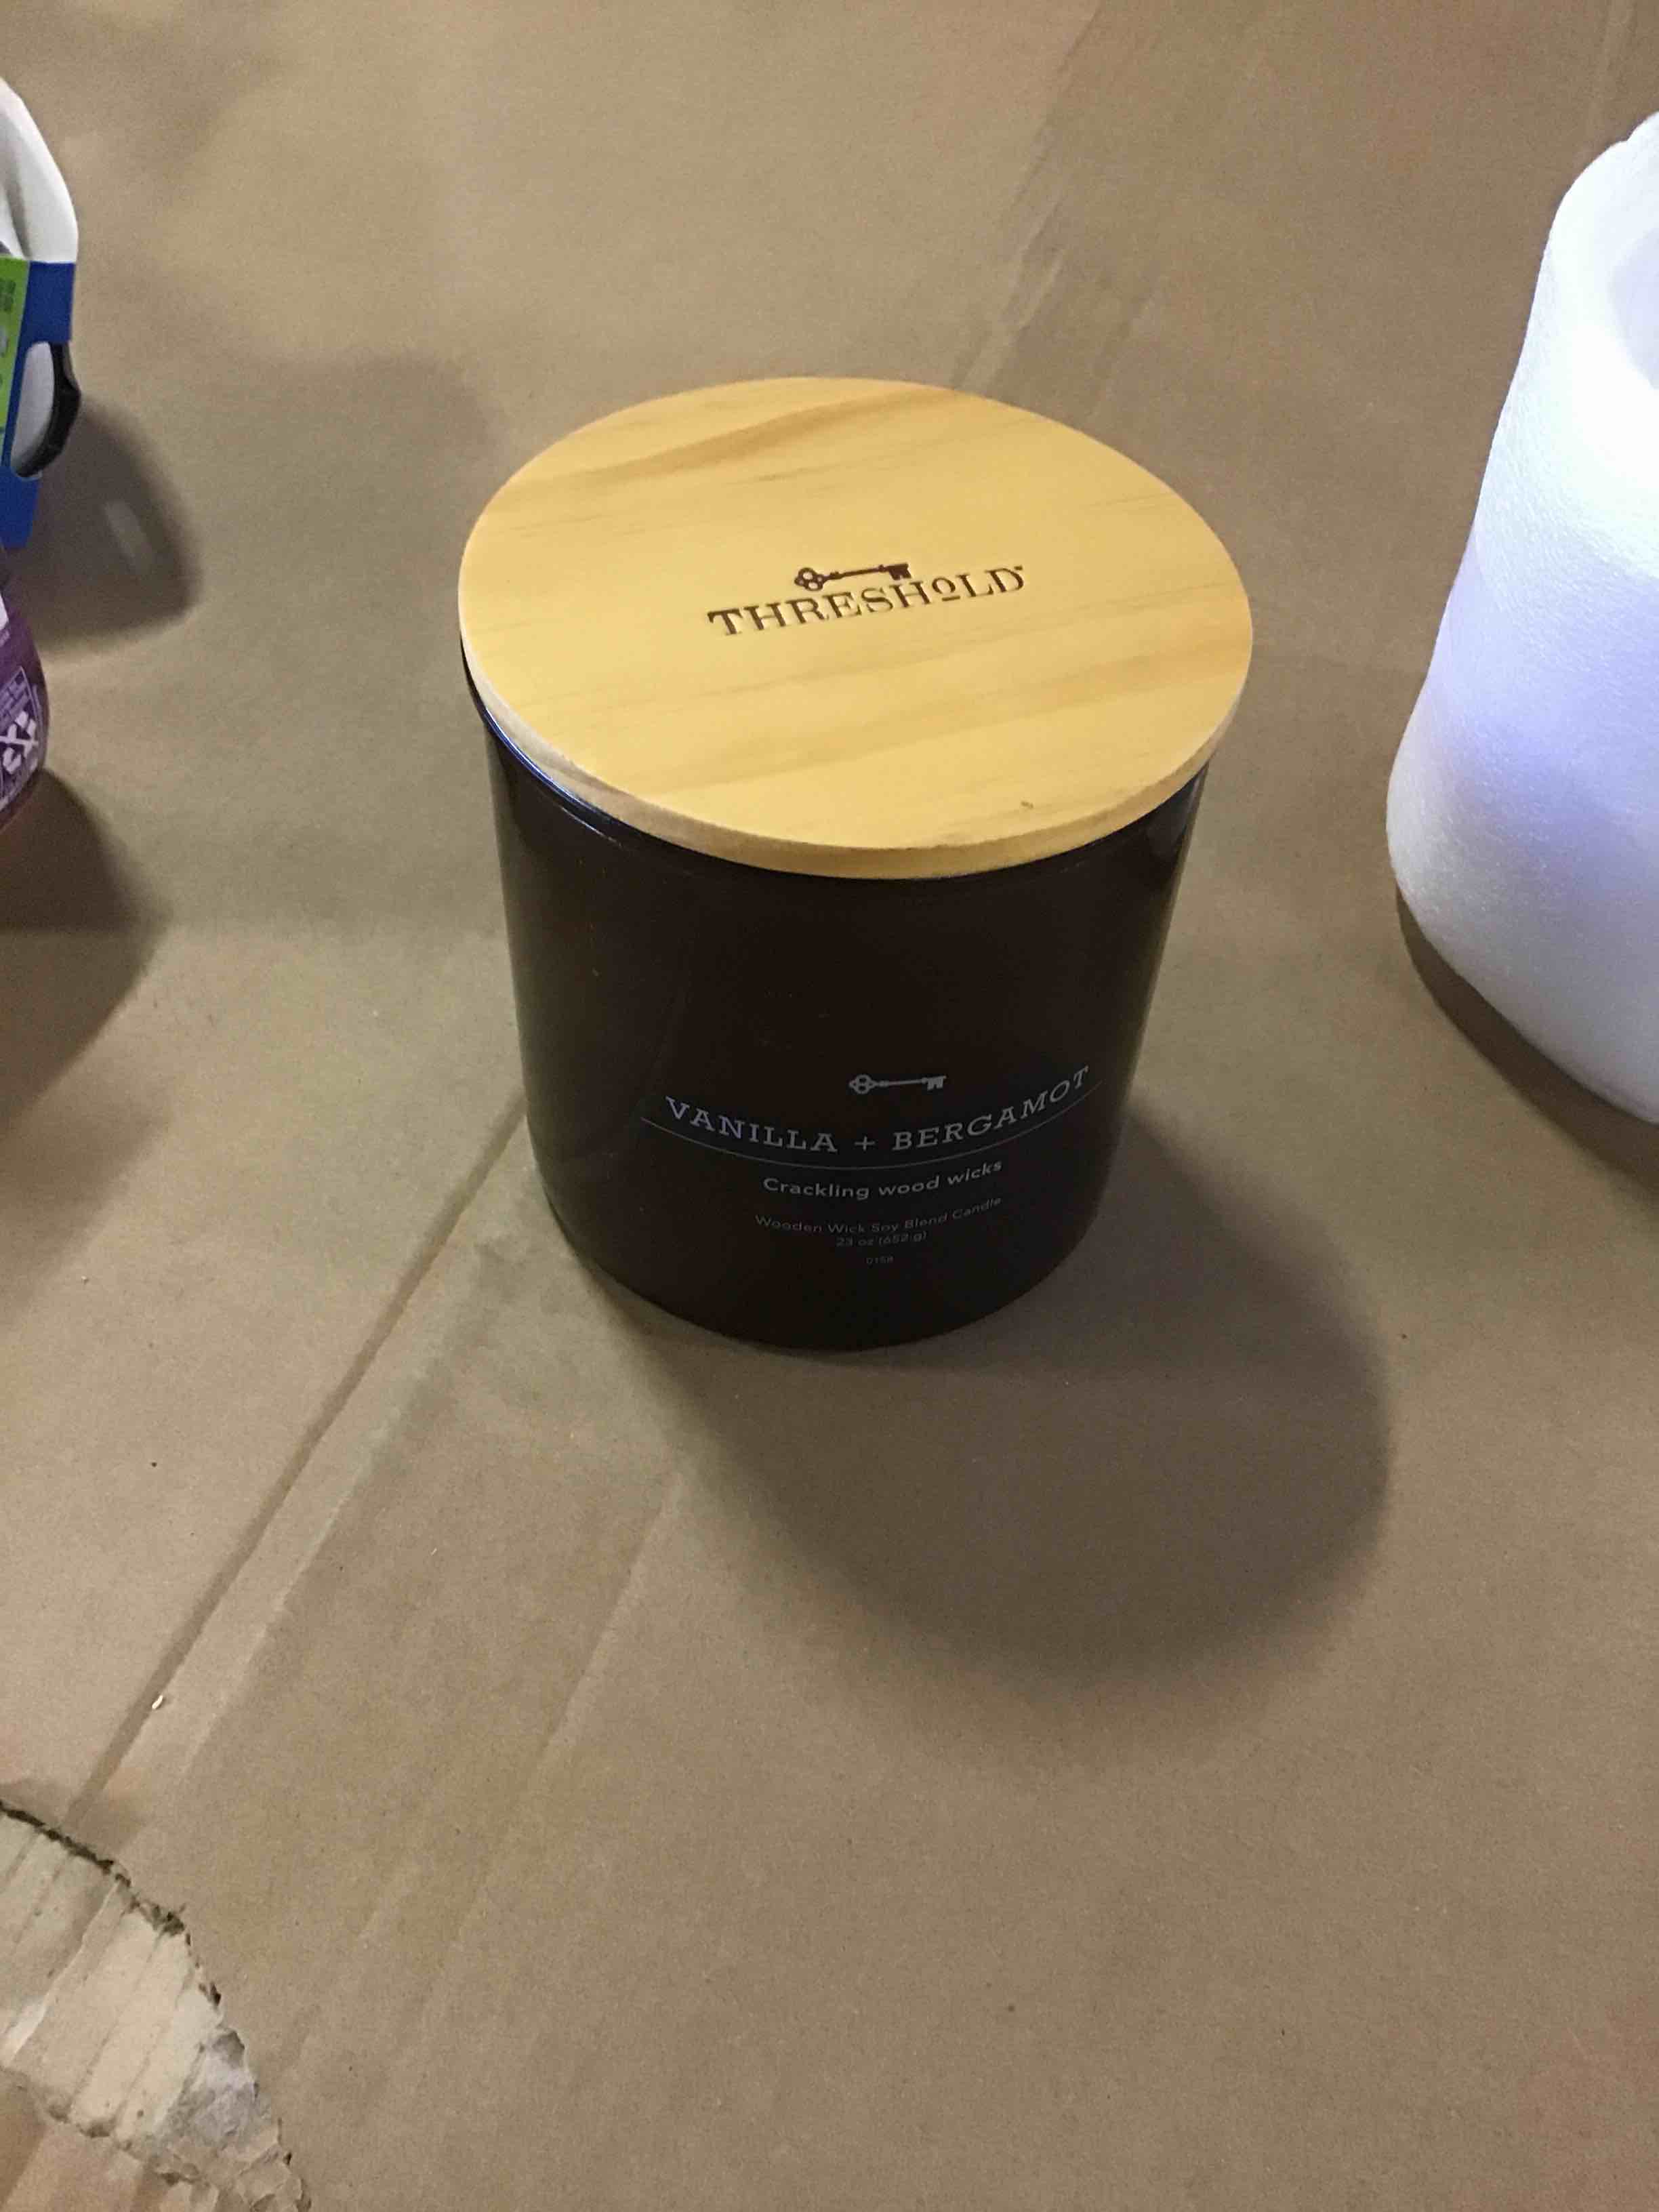 THRESHOLD
VANILLA + BERGAMOT
Crackling wood wicks
Wooden Wick Soy Blend Candle
23 oz (652 g)